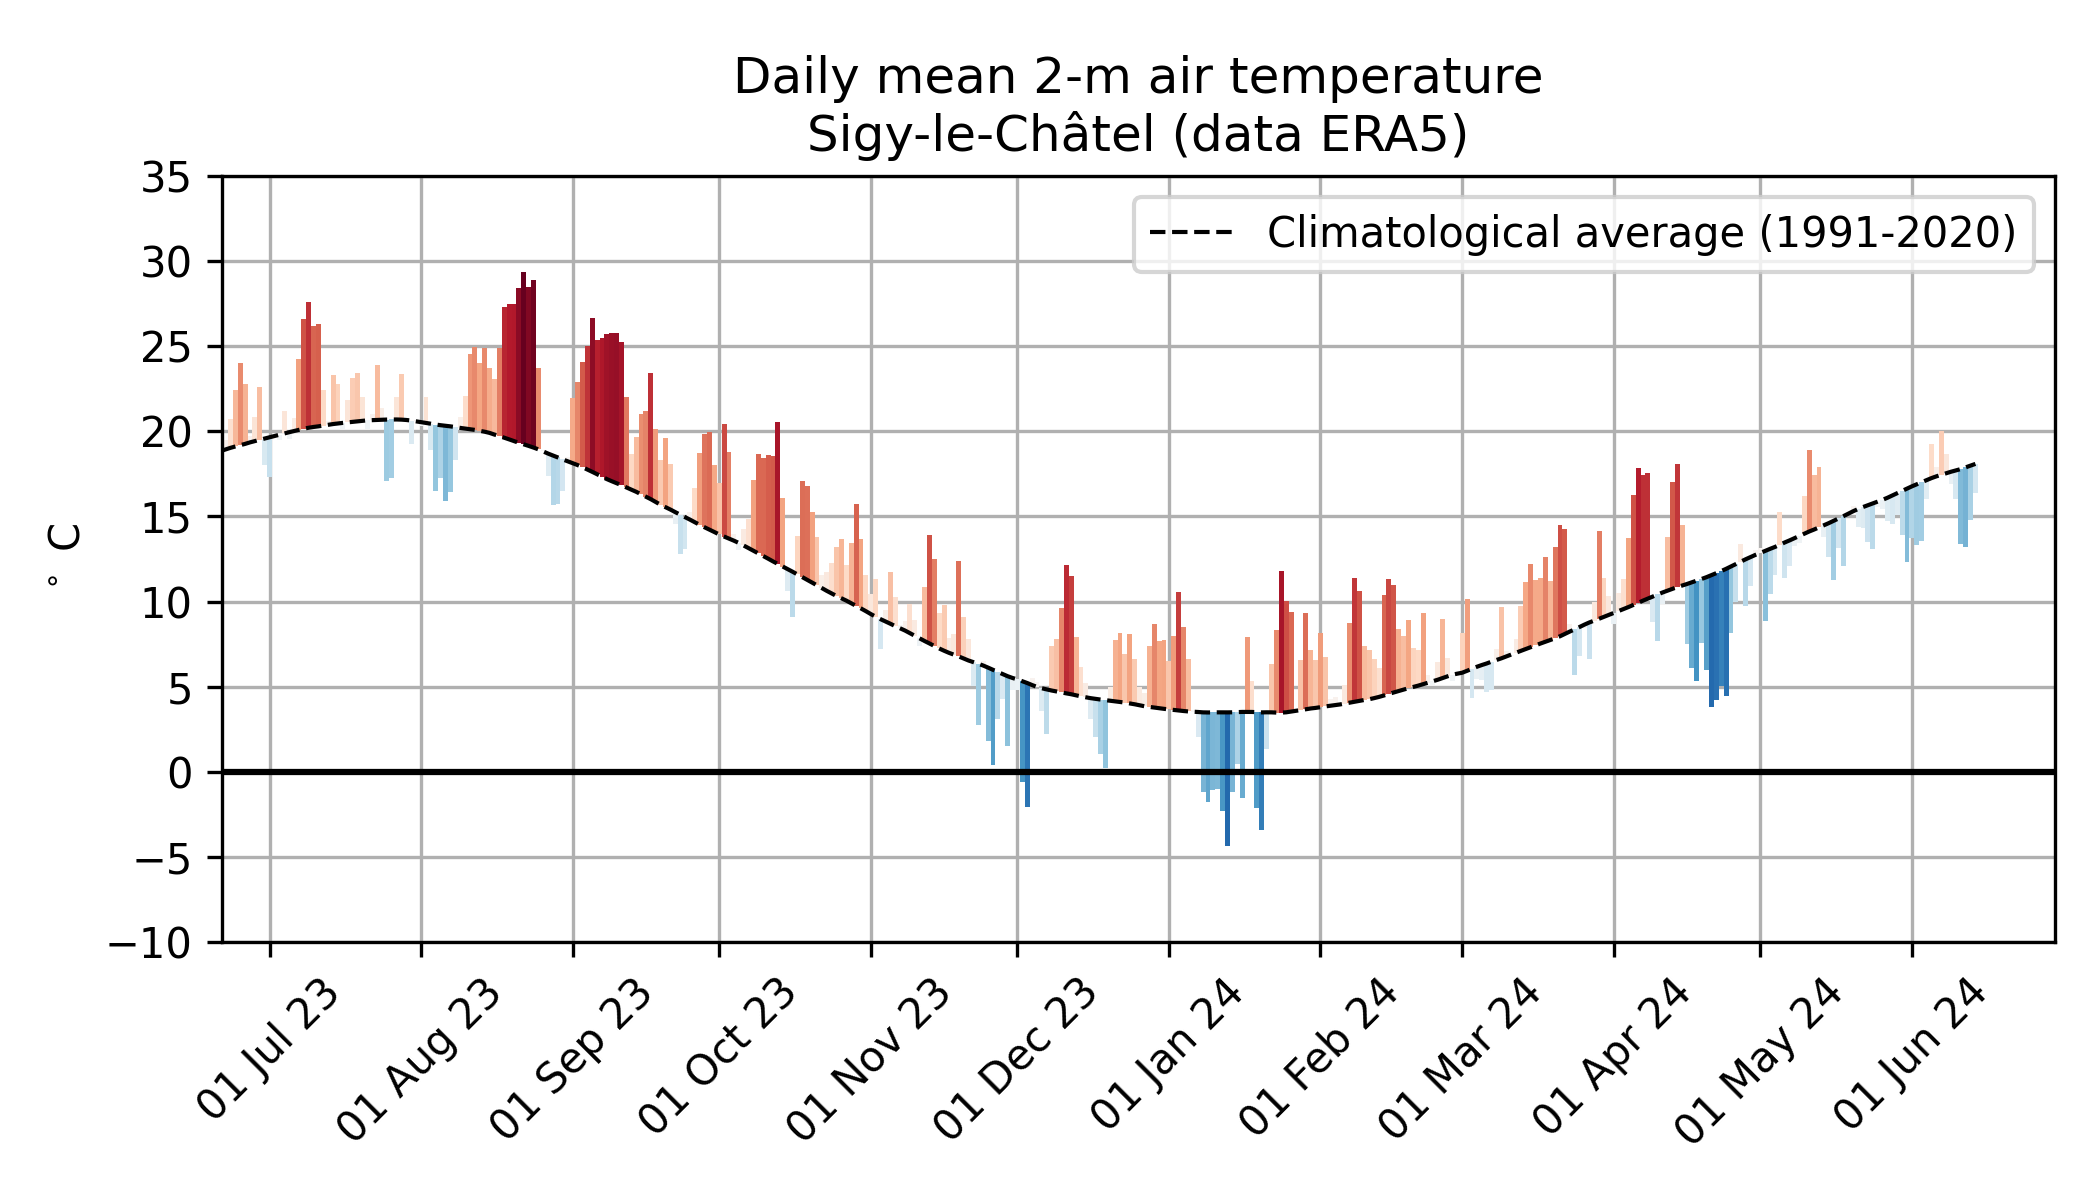 Daily mean 2-m air temperature
Sigy-le-Châtel (data ERA5)
Climatological average (1991-2020)
35
30
25
20
15
10
5
0
−5
−10
° C
01 Jul 23
01 Aug 23
01 Sep 23
01 Oct 23
01 Nov 23
01 Dec 23
01 Jan 24
01 Feb 24
01 Mar 24
01 Apr 24
01 May 24
01 Jun 24